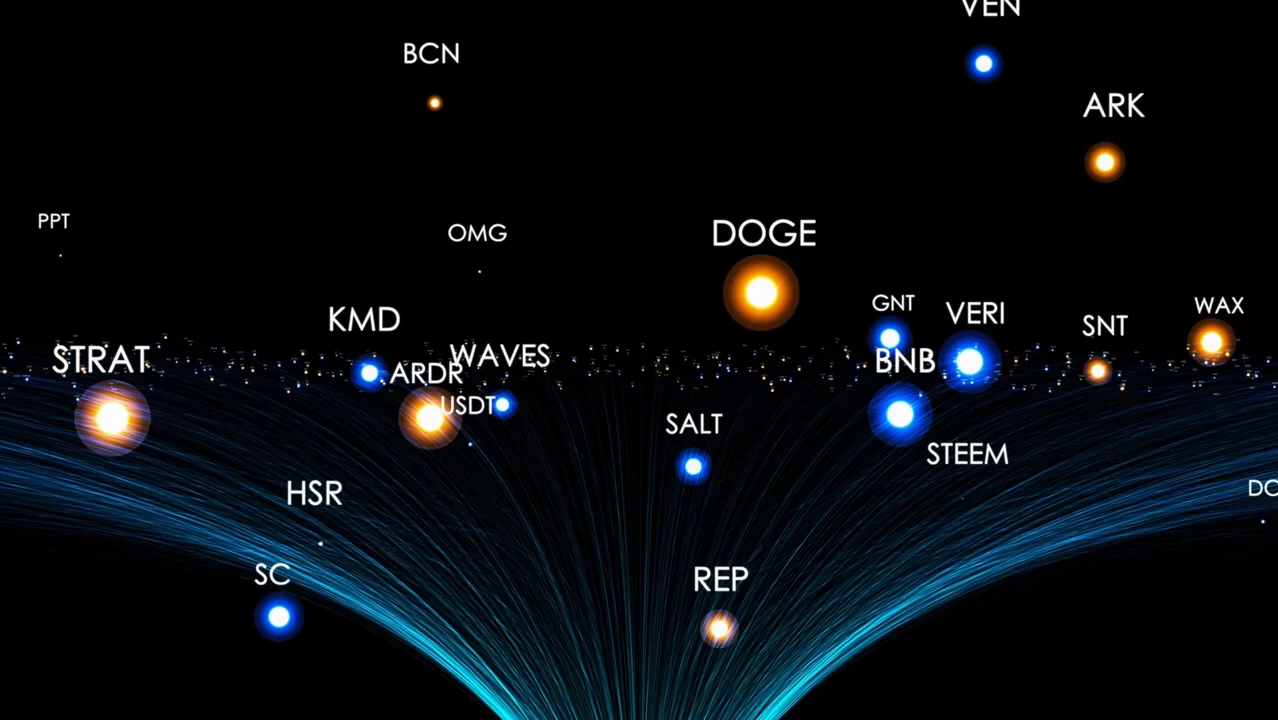 VEN
BCN
ARK
PPT
OMG
DOGE
GNT
WAX
VERI
KMD
SNT
WAVES
STRAT
BNB
ARDR
USDT
SALT
STEEM
DC
HSR
SC
REP